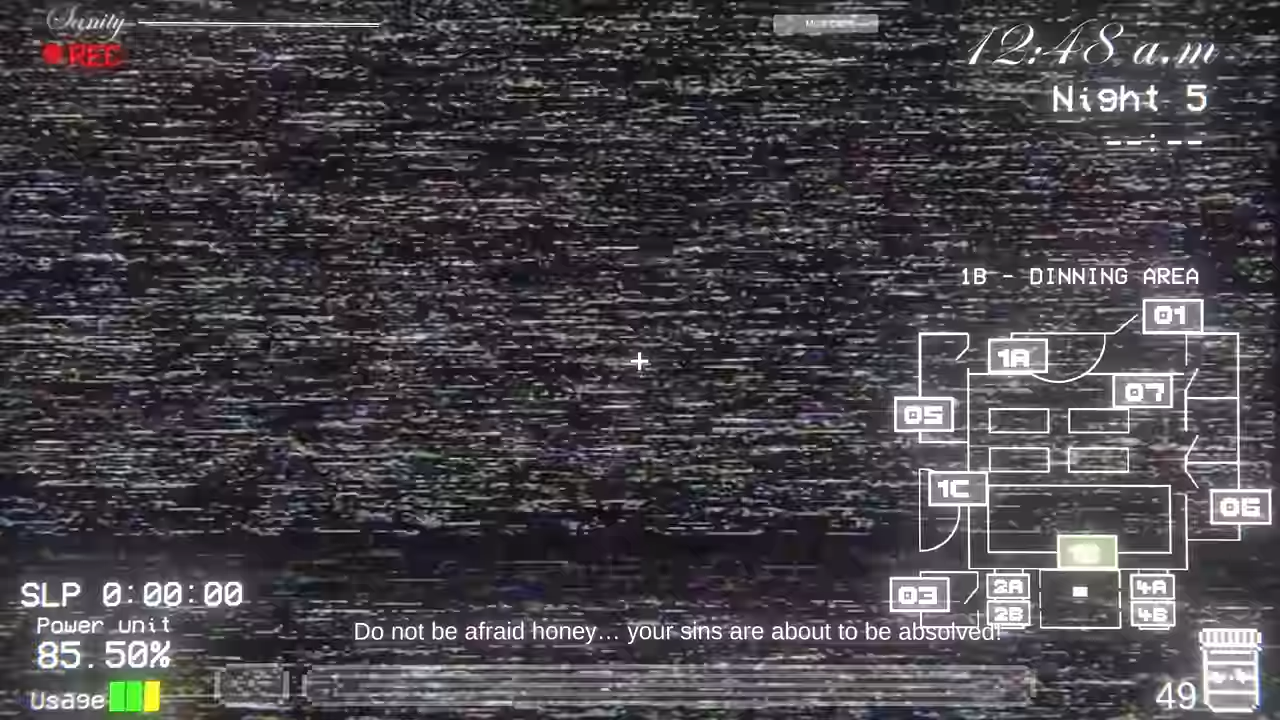 Sanity
REC
12:48 a.m
Night 5
--:--
1B - DINNING AREA
01
1A
07
05
1C
06
1B
03
2A
4A
2B
4B
SLP 0:00:00
Power unit
85.50%
Do not be afraid honey... your sins are about to be absolved!
Usage
49